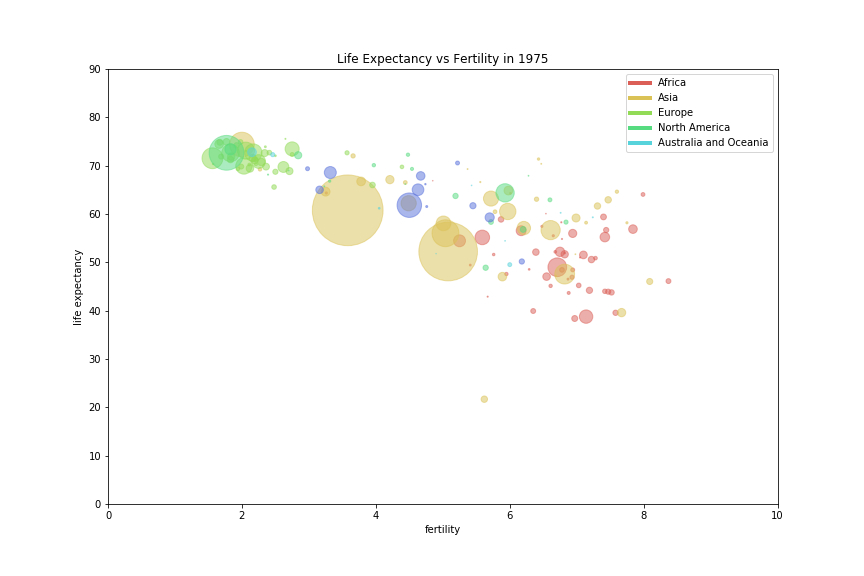 Life Expectancy vs Fertility in 1975
90
80
70
60
50
40
30
20
10
0
life expectancy
0 2 4 6 8 10
fertility
Africa
Asia
Europe
North America
Australia and Oceania